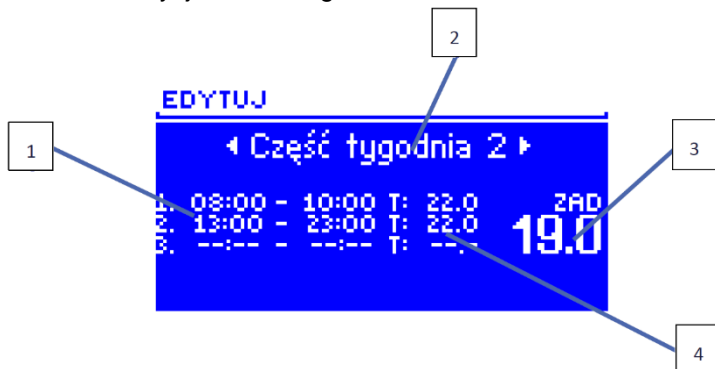 2
EDYTUJ
1
Część tygodnia 2
3
1. 08:00 - 10:00 T: 22.0 ZAD
2. 13:00 - 23:00 T: 22.0 19.0
3. --:-- - --:-- T: --.-
4